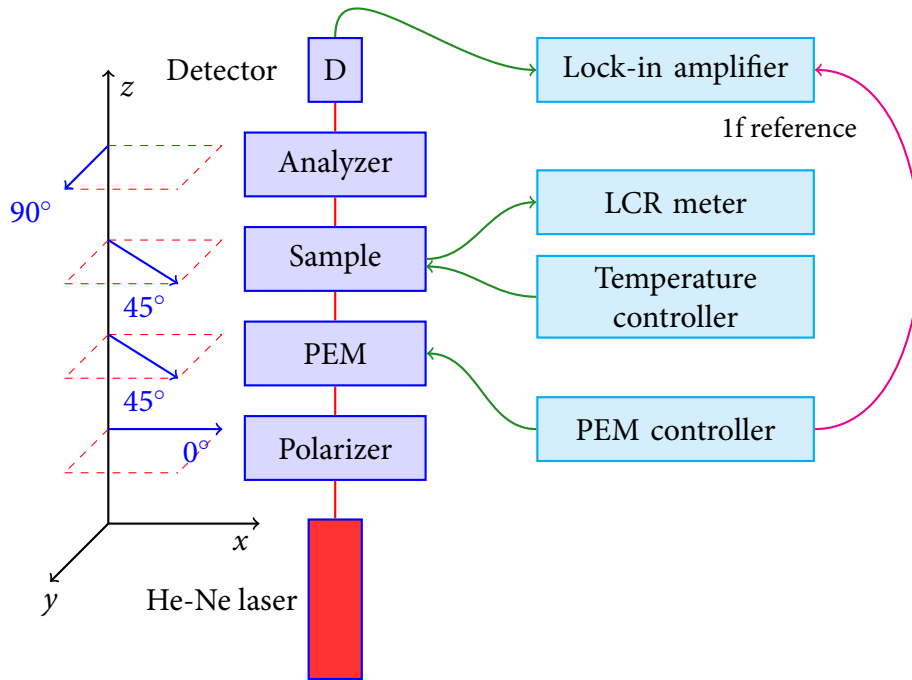 Detector
D
Lock-in amplifier
z
1f reference
Analyzer
90°
LCR meter
Sample
Temperature
controller
45°
PEM
45°
PEM controller
Polarizer
0°
x
y
He-Ne laser